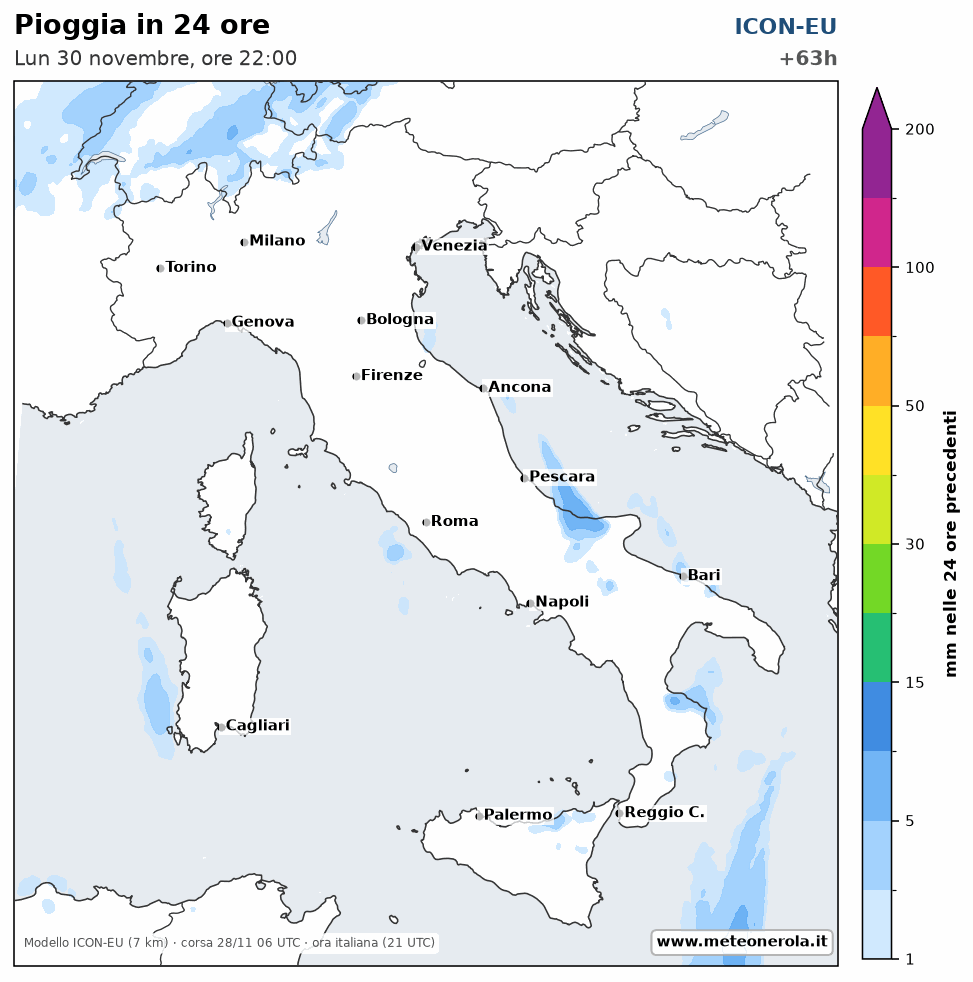 Pioggia in 24 ore
ICON-EU
Lun 30 novembre, ore 22:00
+63h
200
100
50
30
15
5
1
mm nelle 24 ore precedenti
Milano
Venezia
Torino
Genova
Bologna
Firenze
Ancona
Pescara
Roma
Bari
Napoli
Cagliari
Palermo
Reggio C.
Modello ICON-EU (7 km) · corsa 28/11 06 UTC · ora italiana (21 UTC)
www.meteonerola.it